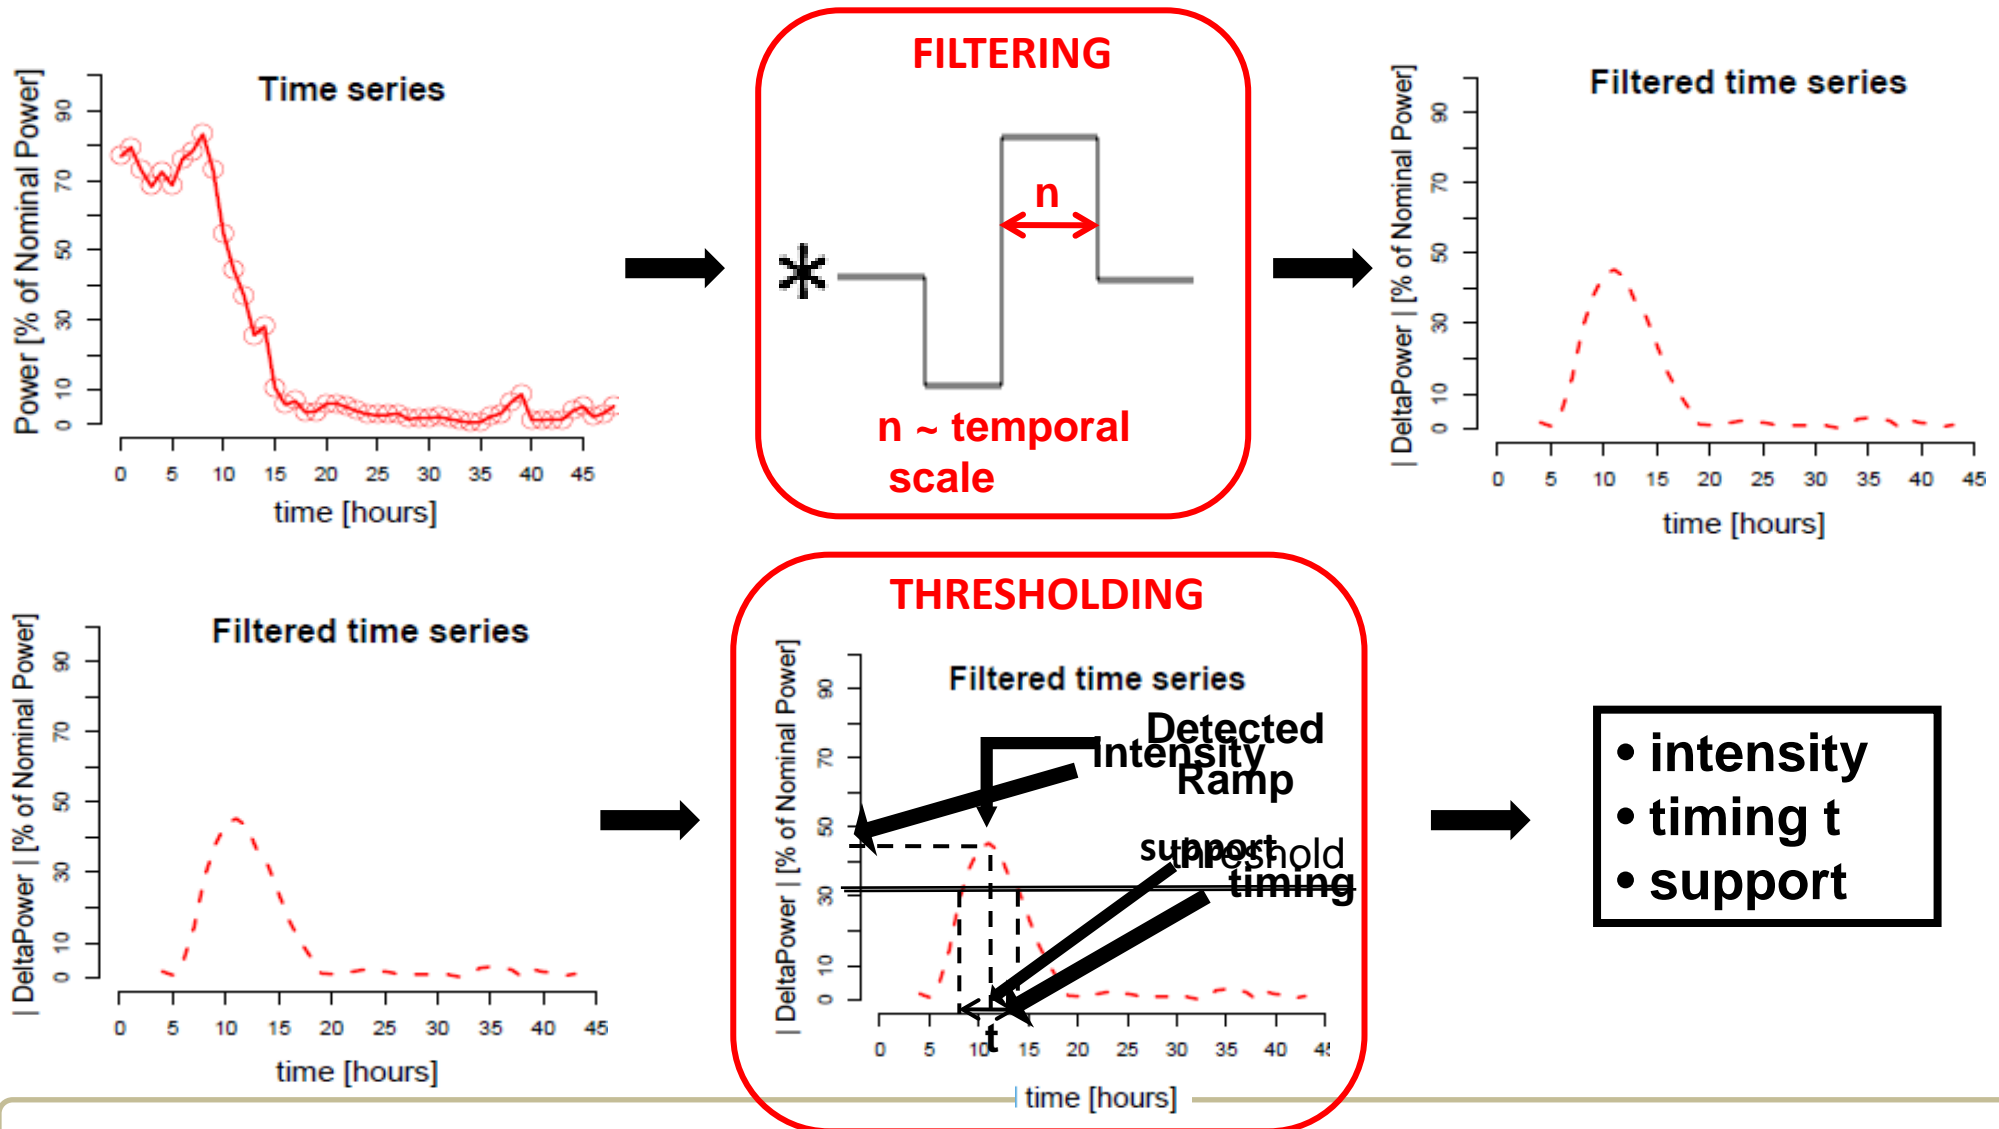 FILTERING
Time series
Power [% of Nominal Power]
0 10 30 50 70 90
0 5 10 15 20 25 30 35 40 45
time [hours]
n
*
n ~ temporal
scale
Filtered time series
| DeltaPower | [% of Nominal Power]
0 10 30 50 70 90
0 5 10 15 20 25 30 35 40 45
time [hours]
Filtered time series
| DeltaPower | [% of Nominal Power]
0 10 30 50 70 90
0 5 10 15 20 25 30 35 40 45
time [hours]
THRESHOLDING
Filtered time series
| DeltaPower | [% of Nominal Power]
0 10 30 50 70 90
Detected
intensity
Ramp
support
threshold
timing
t
0 5 10 15 20 25 30 35 40
time [hours]
• intensity
• timing t
• support